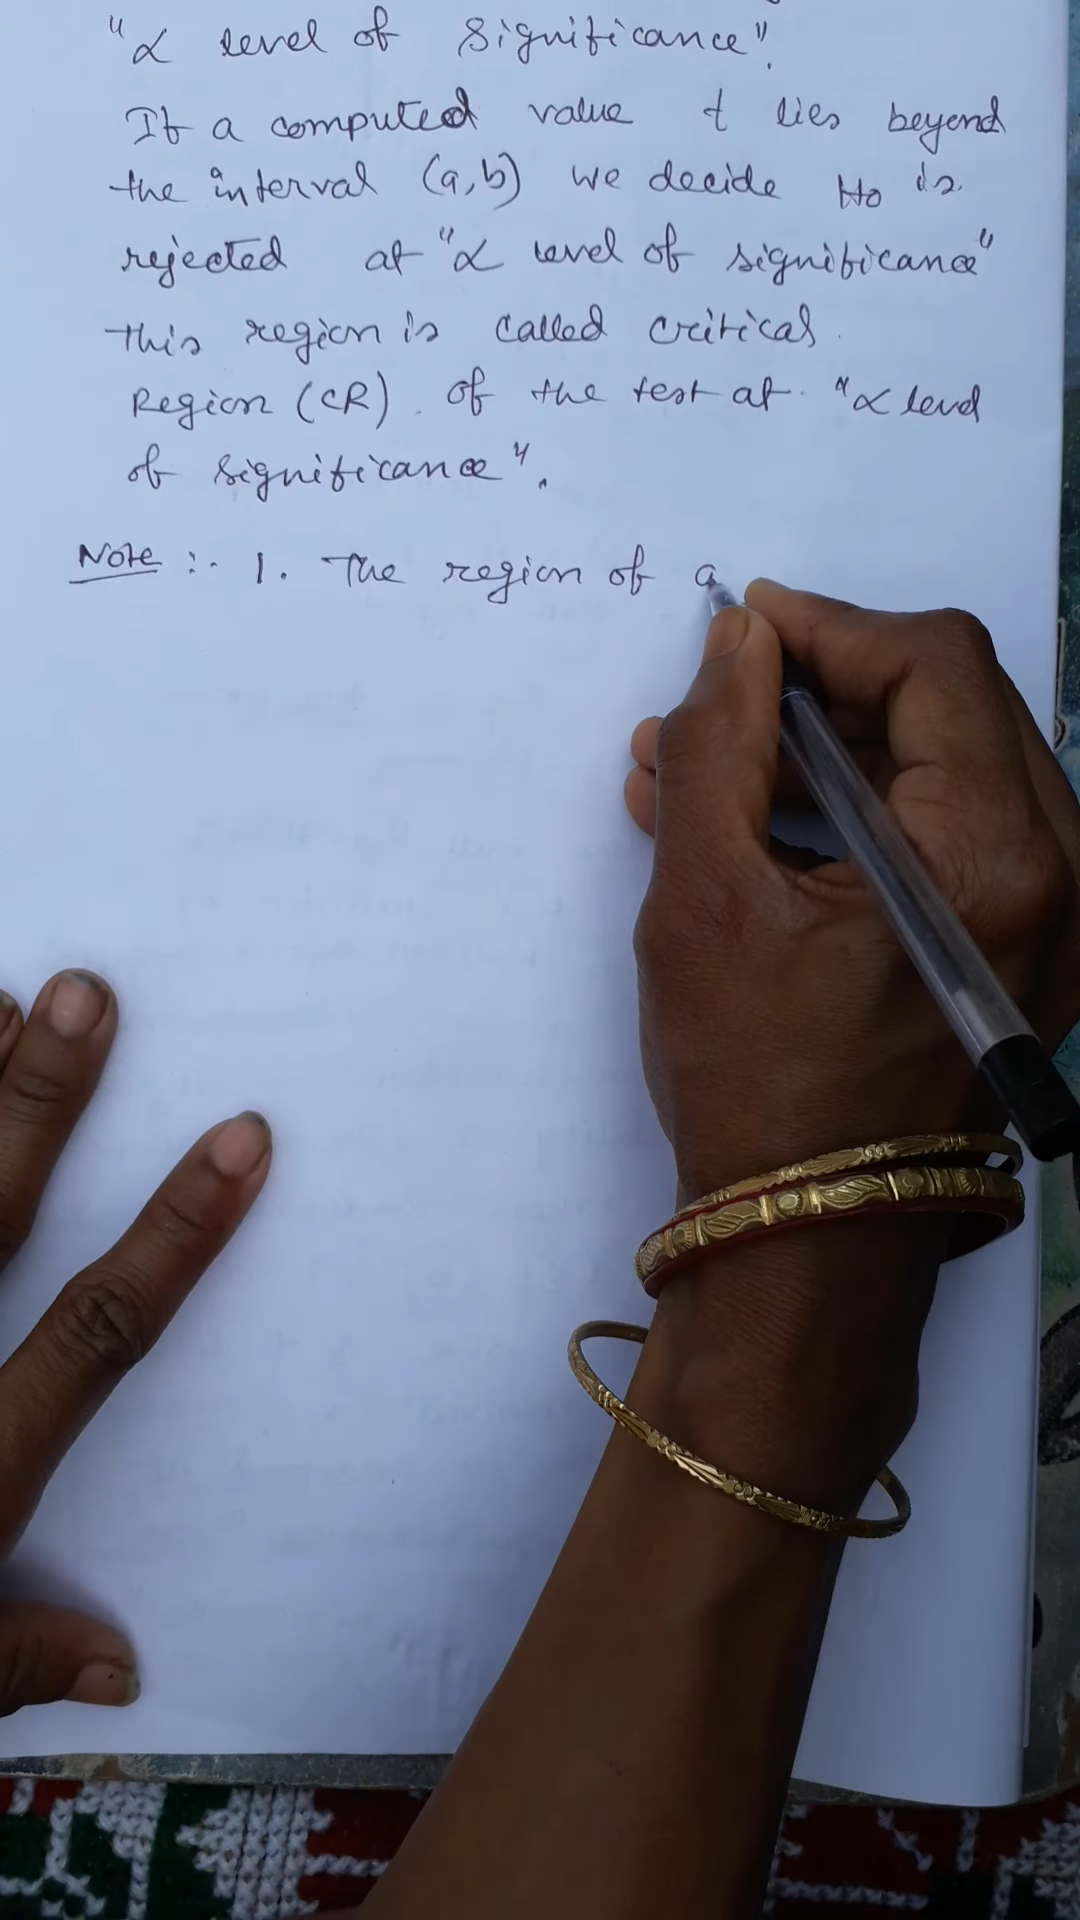 "α level of significance".
If a computed value t lies beyond
the interval (a,b) we decide H0 is
rejected at "α level of significance"
this region is called critical
Region (CR). of the test at "α level
of significance".
Note :- 1. The region of a